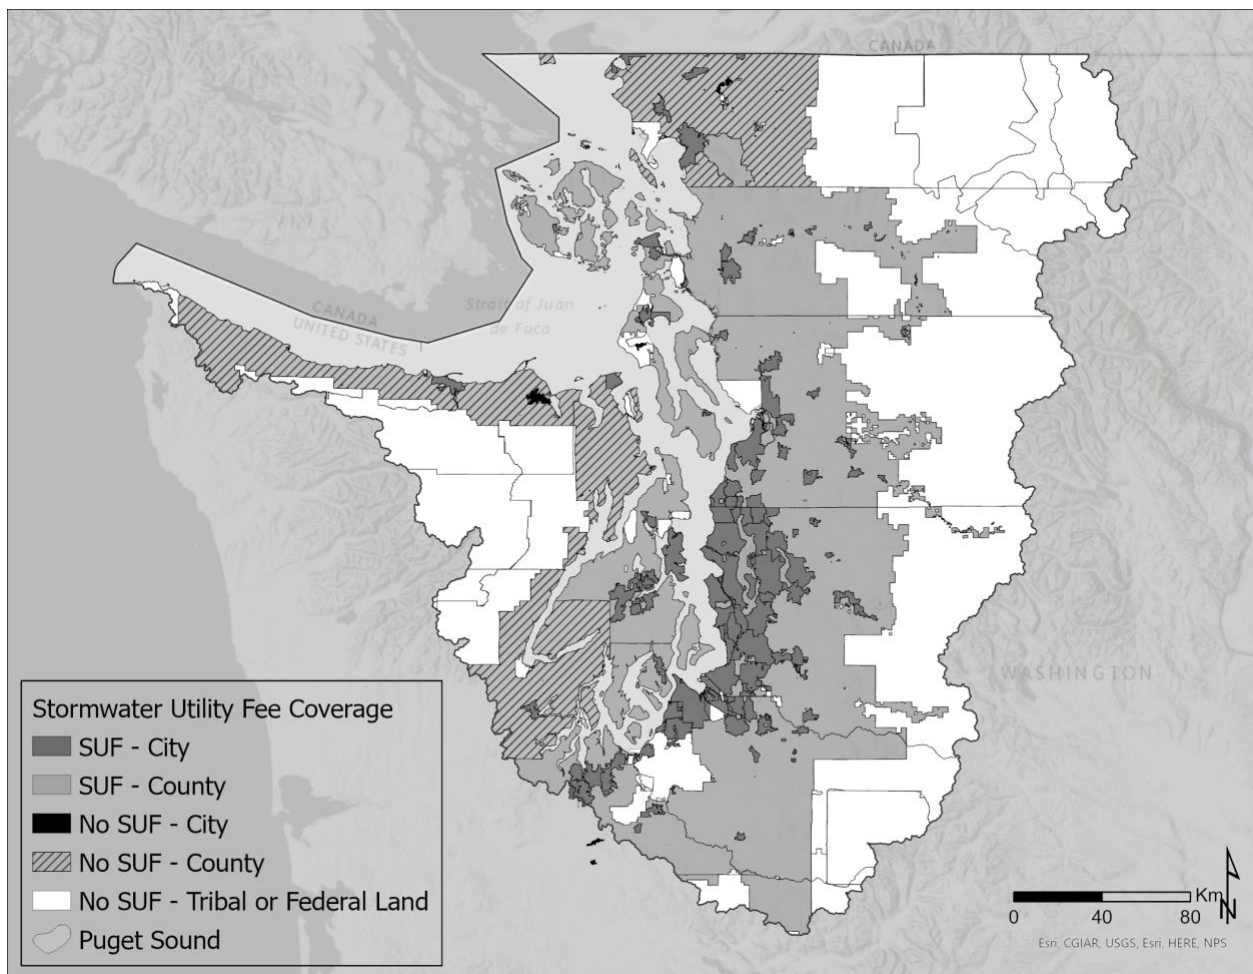 CANADA
CANADA
UNITED STATES
Strait of Juan
de Fuca
WASHINGTON
Stormwater Utility Fee Coverage
SUF - City
SUF - County
No SUF - City
No SUF - County
No SUF - Tribal or Federal Land
Puget Sound
Km
0 40 80
N
Esri, CGIAR, USGS, Esri, HERE, NPS